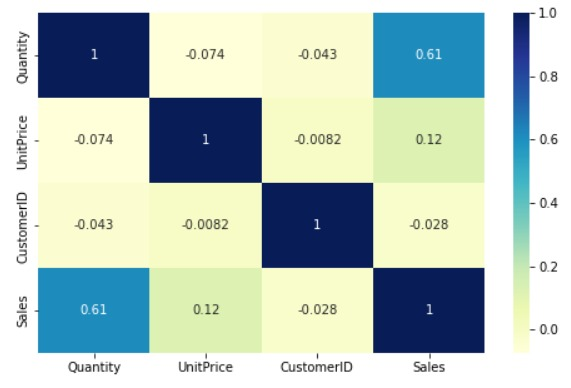 Quantity 1 -0.074 -0.043 0.61
UnitPrice -0.074 1 -0.0082 0.12
CustomerID -0.043 -0.0082 1 -0.028
Sales 0.61 0.12 -0.028 1
Quantity UnitPrice CustomerID Sales
1.0
0.8
0.6
0.4
0.2
0.0